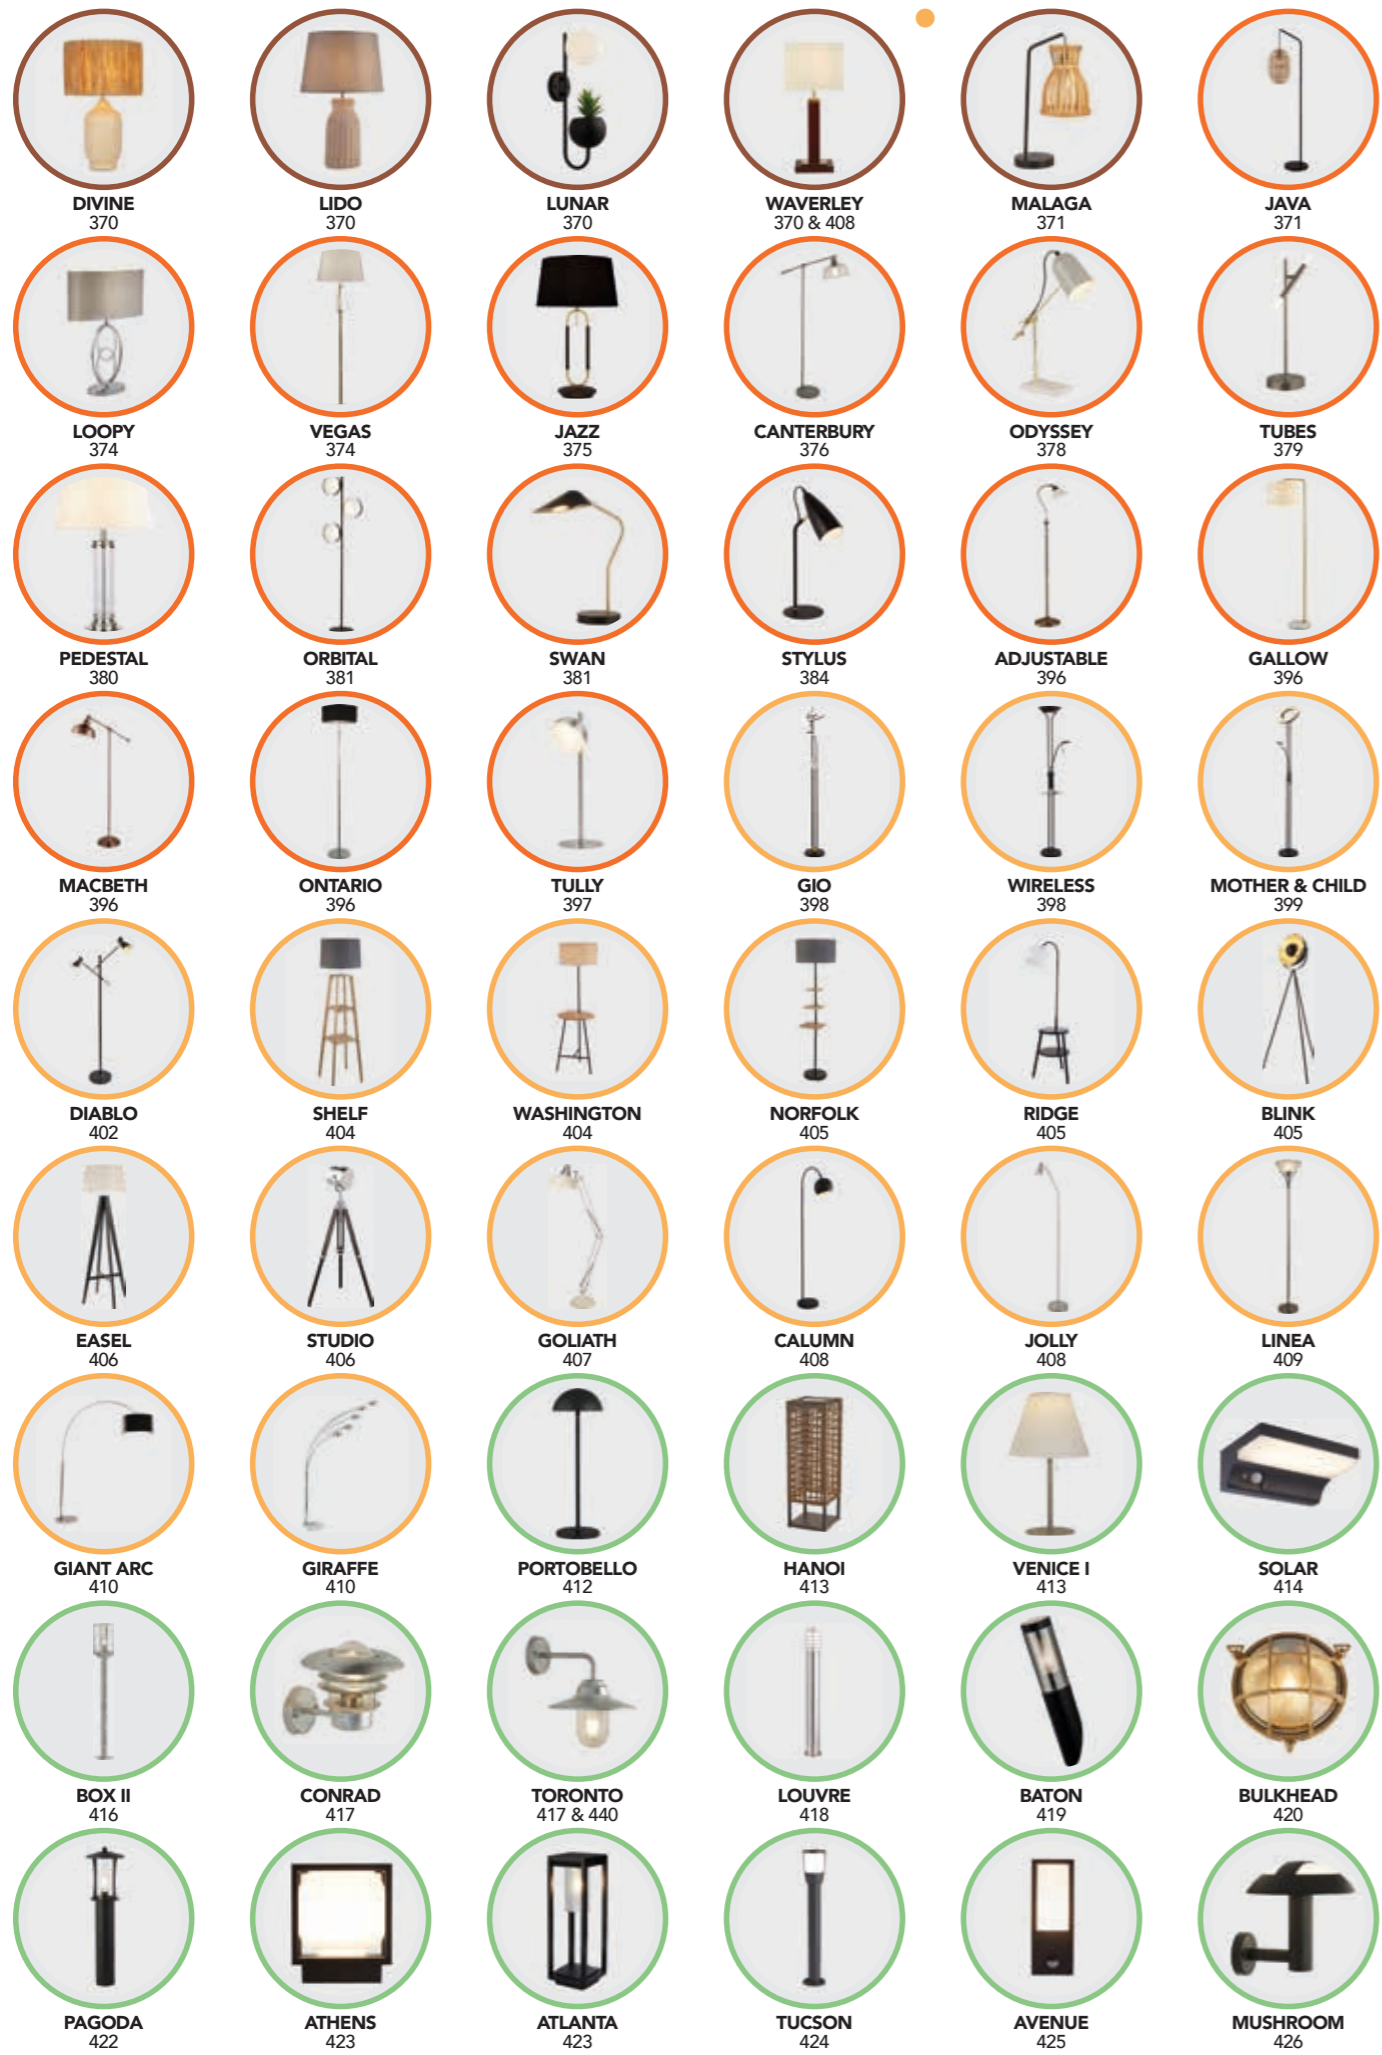 DIVINE
370
LIDO
370
LUNAR
370
WAVERLEY
370 & 408
MALAGA
371
JAVA
371
LOOPY
374
VEGAS
374
JAZZ
375
CANTERBURY
376
ODYSSEY
378
TUBES
379
PEDESTAL
380
ORBITAL
381
SWAN
381
STYLUS
384
ADJUSTABLE
396
GALLOW
396
MACBETH
396
ONTARIO
396
TULLY
397
GIO
398
WIRELESS
398
MOTHER & CHILD
399
DIABLO
402
SHELF
404
WASHINGTON
404
NORFOLK
405
RIDGE
405
BLINK
405
EASEL
406
STUDIO
406
GOLIATH
407
CALUMN
408
JOLLY
408
LINEA
409
GIANT ARC
410
GIRAFFE
410
PORTOBELLO
412
HANOI
413
VENICE I
413
SOLAR
414
BOX II
416
CONRAD
417
TORONTO
417 & 440
LOUVRE
418
BATON
419
BULKHEAD
420
PAGODA
422
ATHENS
423
ATLANTA
423
TUCSON
424
AVENUE
425
MUSHROOM
426